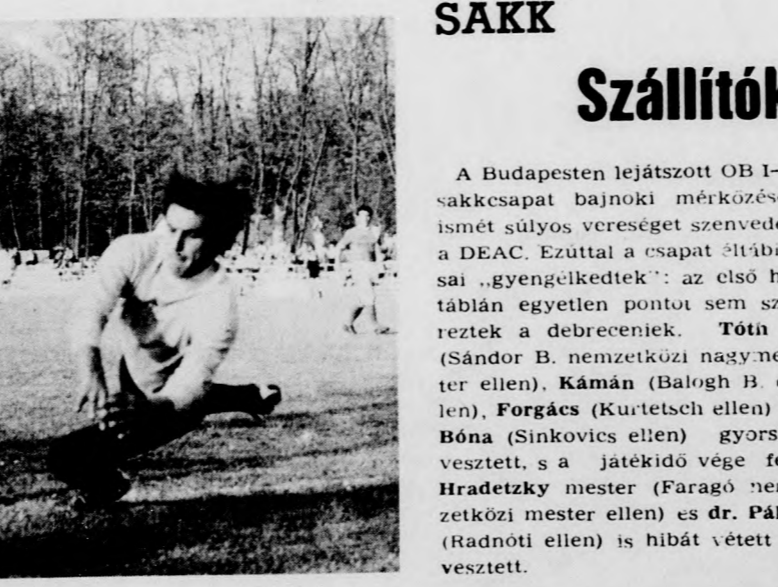 SAKK
Szállítók
A Budapesten lejátszott OB I-
sakkcsapat bajnoki mérkőzés
ismét súlyos vereséget szenved
a DEAC. Ezúttal a csapat éltáb
sai „gyengélkedtek": az első h
táblán egyetlen pontot sem sz
reztek a debreceniek. Tóth
(Sándor B. nemzetközi nagymé
ter ellen), Kámán (Balogh B. e
len), Forgács (Kurtetsch ellen)
Bóna (Sinkovics ellen) gyors
vesztett, s a játékidő vége fe
Hradetzky mester (Faragó nem
zetközi mester ellen) és dr. Pál
(Radnóti ellen) is hibát vétett
vesztett.